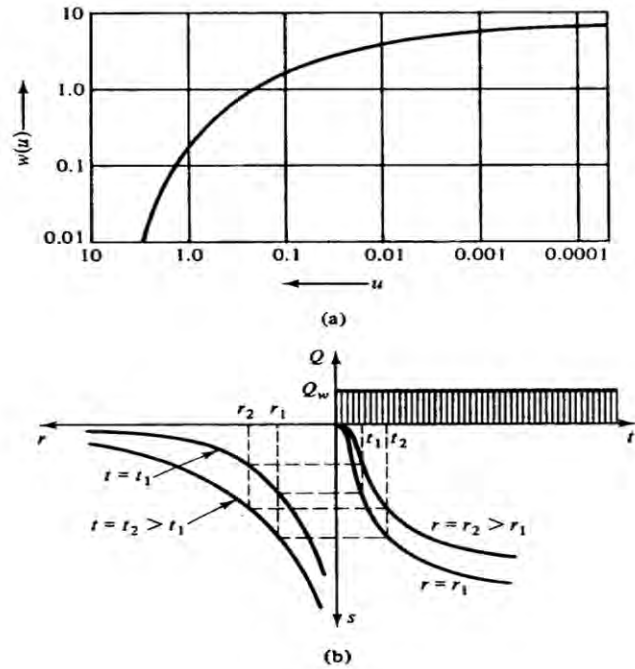 10
1.0
0.1
0.01
w(u)
10 1.0 0.1 0.01 0.001 0.0001
u
(a)
Q
Q_w
r_2 r_1
r t_1 t_2 t
t = t_1
t = t_2 > t_1
r = r_2 > r_1
r = r_1
s
(b)